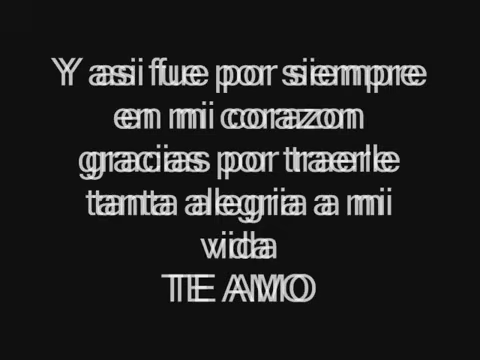 Y asi fue por siempre
en mi corazon
gracias por traerle
tanta alegria a mi
vida
TE AMO